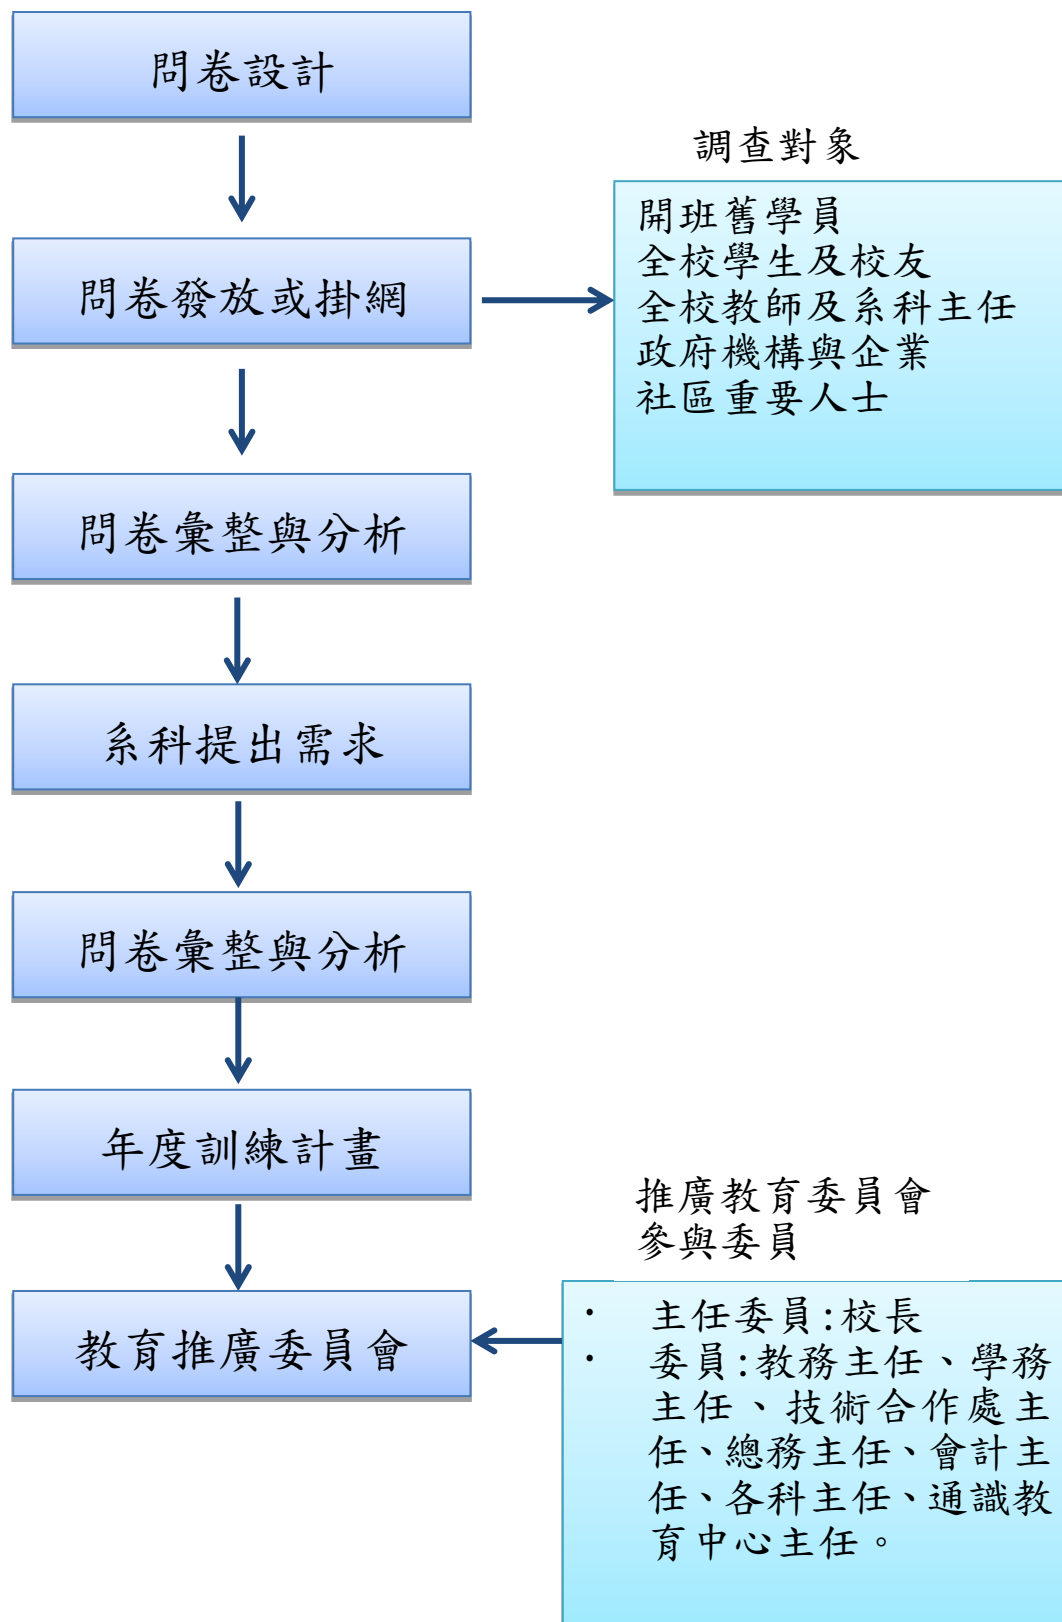 問卷設計
調查對象
開班舊學員
全校學生及校友
全校教師及系科主任
政府機構與企業
社區重要人士
問卷發放或掛網
問卷彙整與分析
系科提出需求
問卷彙整與分析
年度訓練計畫
推廣教育委員會
參與委員
教育推廣委員會
· 主任委員:校長
· 委員:教務主任、學務
主任、技術合作處主
任、總務主任、會計主
任、各科主任、通識教
育中心主任。